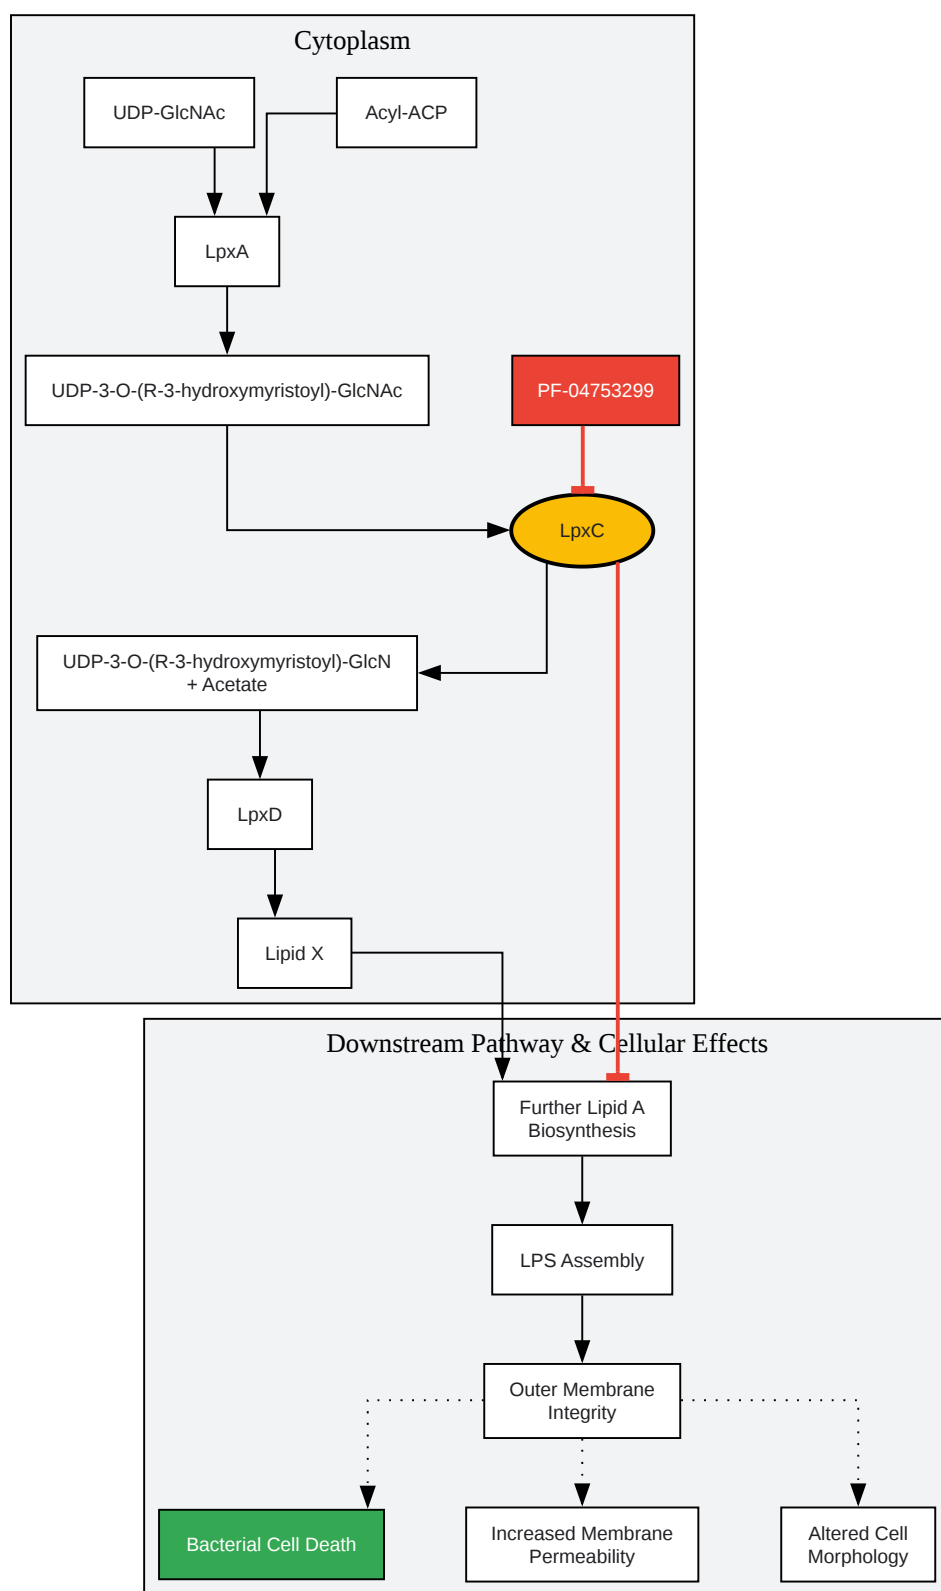 Cytoplasm
UDP-GlcNAc
Acyl-ACP
LpxA
UDP-3-O-(R-3-hydroxymyristoyl)-GlcNAc
PF-04753299
LpxC
UDP-3-O-(R-3-hydroxymyristoyl)-GlcN
+ Acetate
LpxD
Lipid X
Downstream Pathway & Cellular Effects
Further Lipid A
Biosynthesis
LPS Assembly
Outer Membrane
Integrity
Bacterial Cell Death
Increased Membrane
Permeability
Altered Cell
Morphology